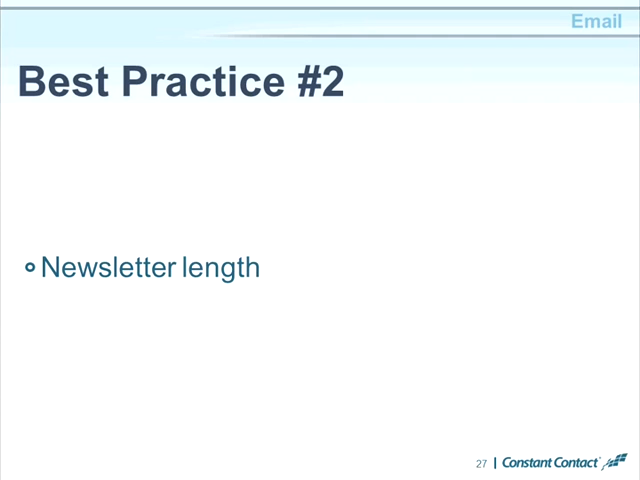 Email
Best Practice #2
Newsletter length
27 | Constant Contact